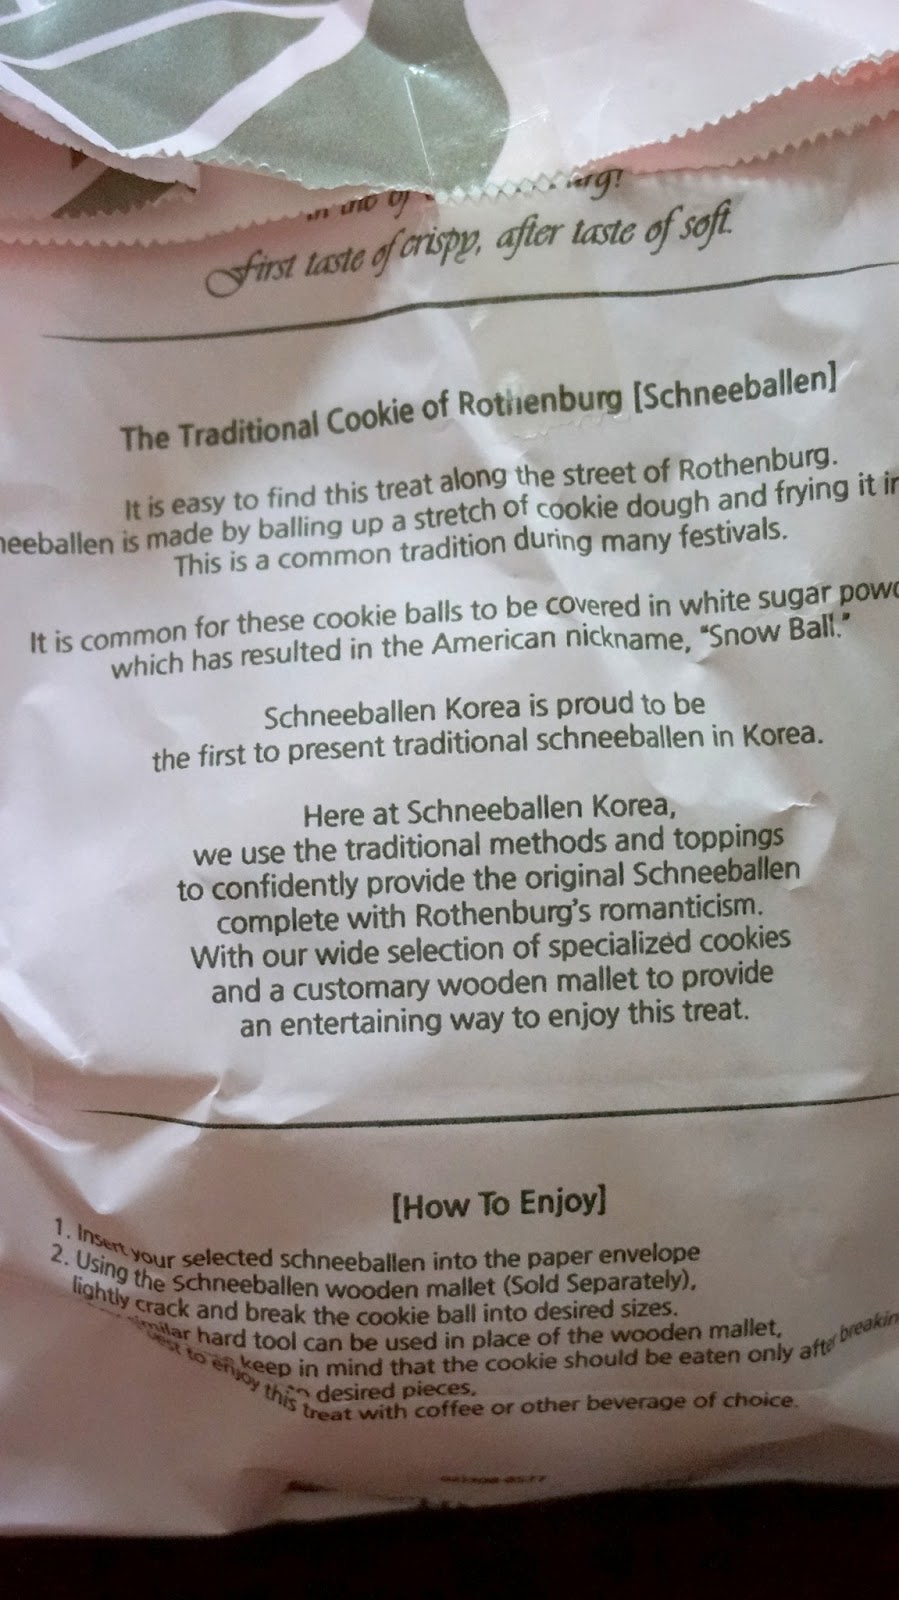 First taste of crispy, after taste of soft.
The Traditional Cookie of Rothenburg [Schneeballen]
It is easy to find this treat along the street of Rothenburg.
neeballen is made by balling up a stretch of cookie dough and frying it in
This is a common tradition during many festivals.
It is common for these cookie balls to be covered in white sugar powd
which has resulted in the American nickname, “Snow Ball.”
Schneeballen Korea is proud to be
the first to present traditional schneeballen in Korea.
Here at Schneeballen Korea,
we use the traditional methods and toppings
to confidently provide the original Schneeballen
complete with Rothenburg's romanticism.
With our wide selection of specialized cookies
and a customary wooden mallet to provide
an entertaining way to enjoy this treat.
[How To Enjoy]
1. Insert your selected schneeballen into the paper envelope
2. Using the Schneeballen wooden mallet (Sold Separately),
lightly crack and break the cookie ball into desired sizes.
similar hard tool can be used in place of the wooden mallet,
keep in mind that the cookie should be eaten only after breakin
desired pieces.
to enjoy this treat with coffee or other beverage of choice.